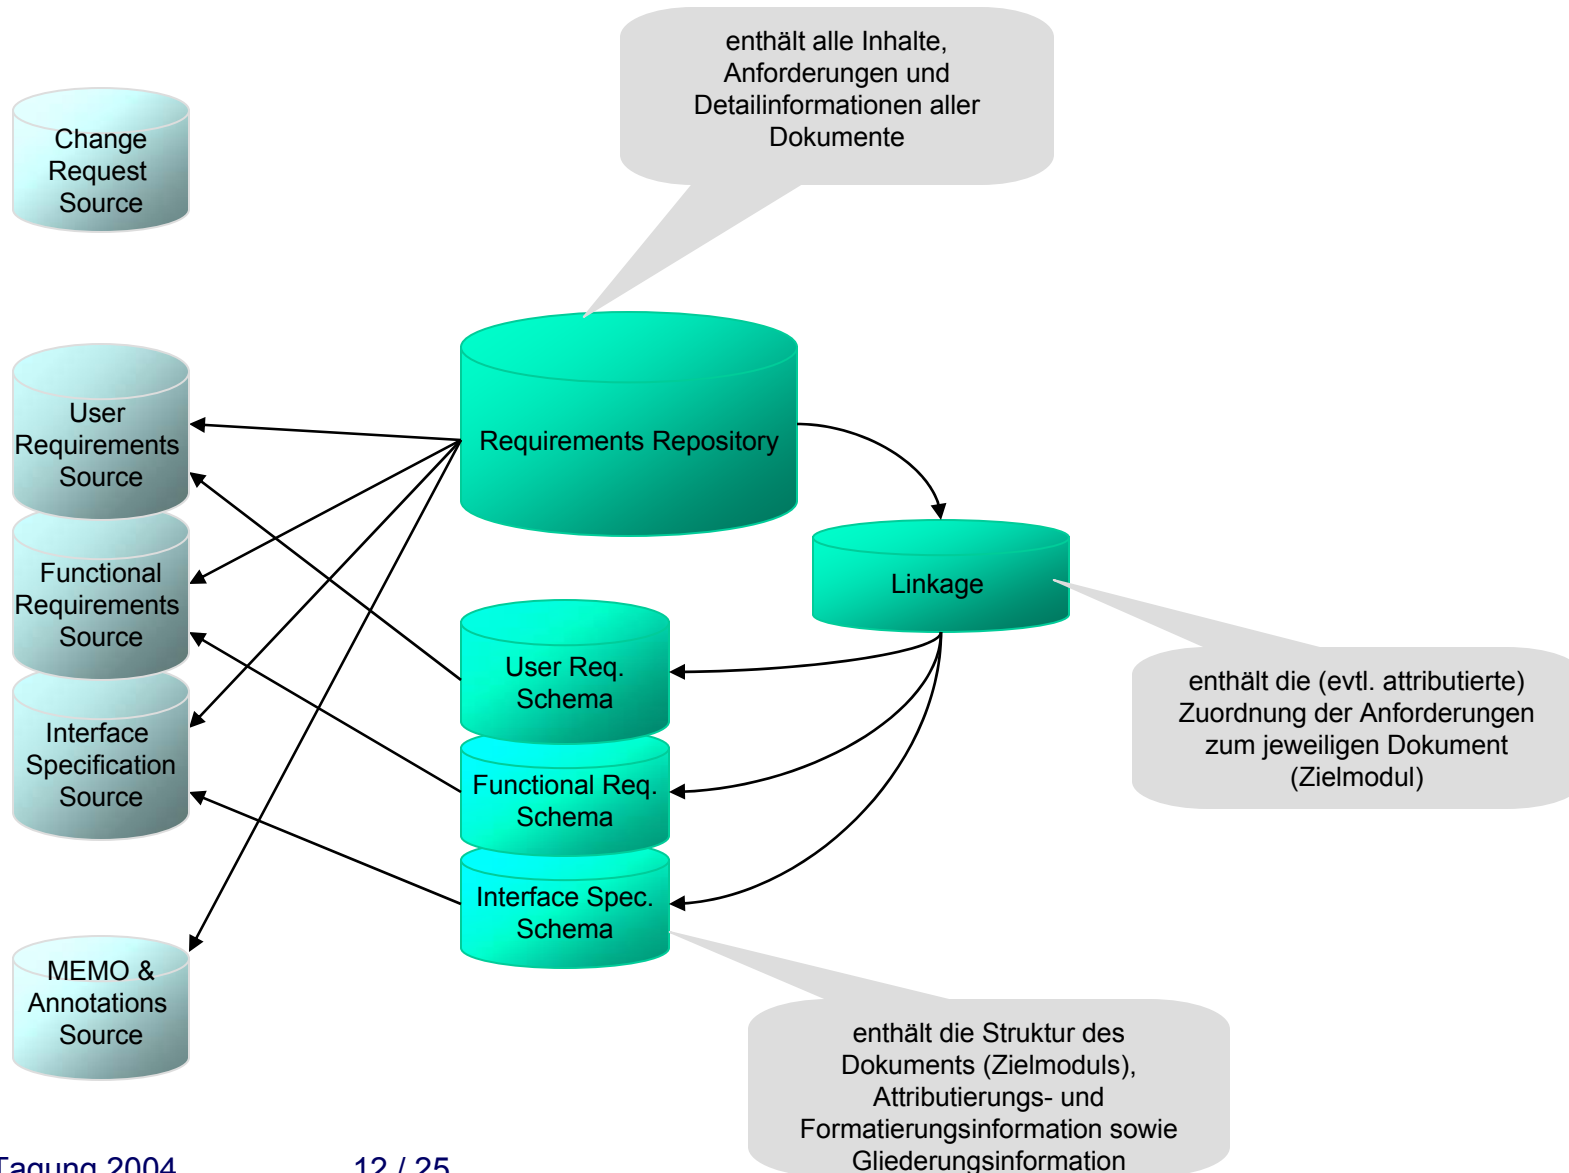 enthält alle Inhalte,
Anforderungen und
Detailinformationen aller
Dokumente
Change
Request
Source
User
Requirements
Source
Requirements Repository
Functional
Requirements
Source
Linkage
User Req.
Schema
enthält die (evtl. attributierte)
Zuordnung der Anforderungen
zum jeweiligen Dokument
(Zielmodul)
Interface
Specification
Source
Functional Req.
Schema
Interface Spec.
Schema
MEMO &
Annotations
Source
enthält die Struktur des
Dokuments (Zielmoduls),
Attributierungs- und
Formatierungsinformation sowie
Gliederungsinformation
Tagung 2004
12 / 25